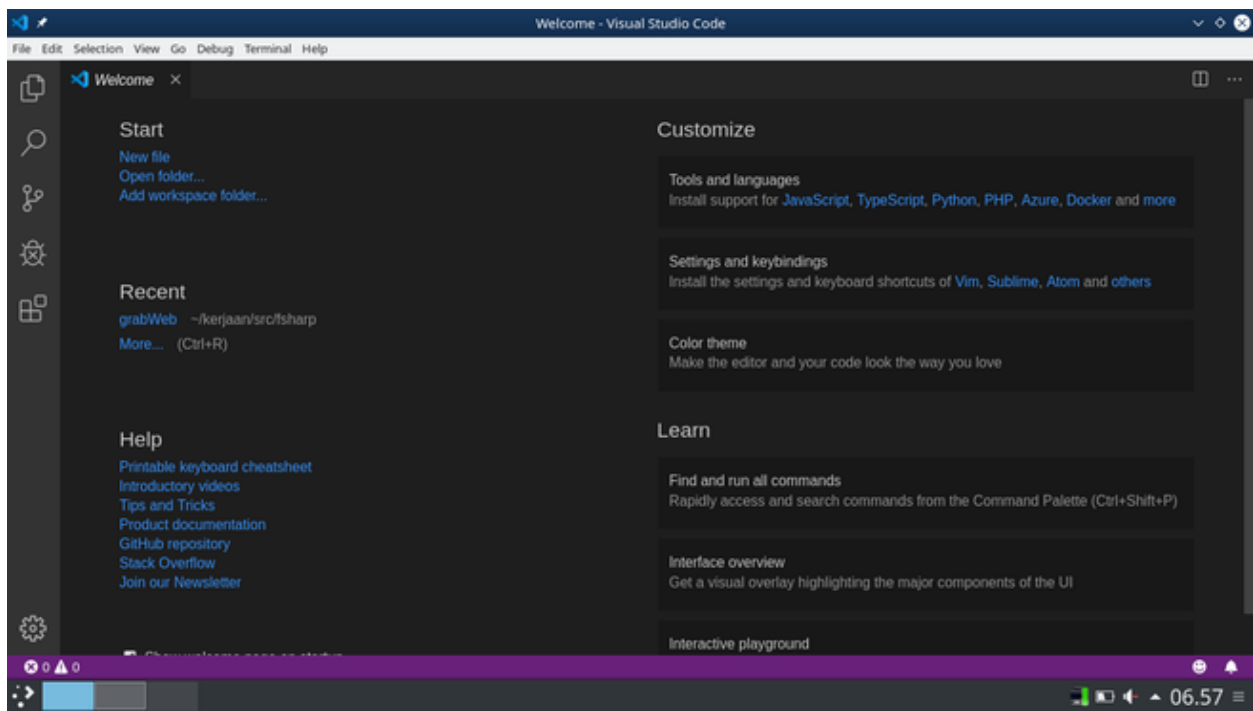 Welcome - Visual Studio Code
File Edit Selection View Go Debug Terminal Help
Welcome
Start
New file
Open folder...
Add workspace folder...
Recent
grabWeb ~/kerjaan/src/fsharp
More... (Ctrl+R)
Help
Printable keyboard cheatsheet
Introductory videos
Tips and Tricks
Product documentation
GitHub repository
Stack Overflow
Join our Newsletter
Show welcome page on startup
Customize
Tools and languages
Install support for JavaScript, TypeScript, Python, PHP, Azure, Docker and more
Settings and keybindings
Install the settings and keyboard shortcuts of Vim, Sublime, Atom and others
Color theme
Make the editor and your code look the way you love
Learn
Find and run all commands
Rapidly access and search commands from the Command Palette (Ctrl+Shift+P)
Interface overview
Get a visual overlay highlighting the major components of the UI
Interactive playground
0 0
06.57